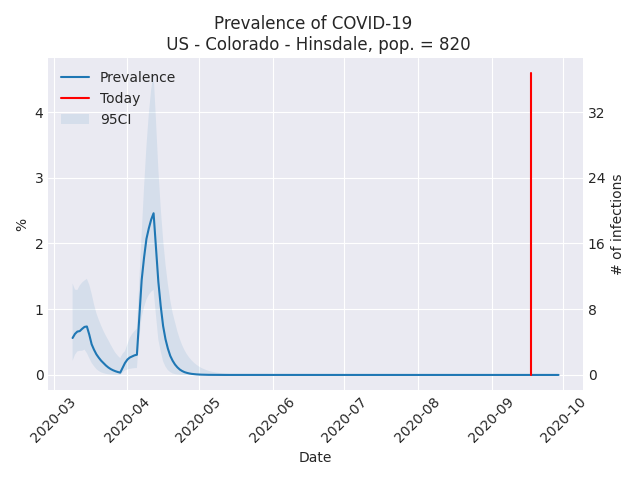 Prevalence of COVID-19
US - Colorado - Hinsdale, pop. = 820
Prevalence
Today
95CI
4
3
2
1
0
%
32
24
16
8
0
# of infections
2020-03
2020-04
2020-05
2020-06
2020-07
2020-08
2020-09
2020-10
Date